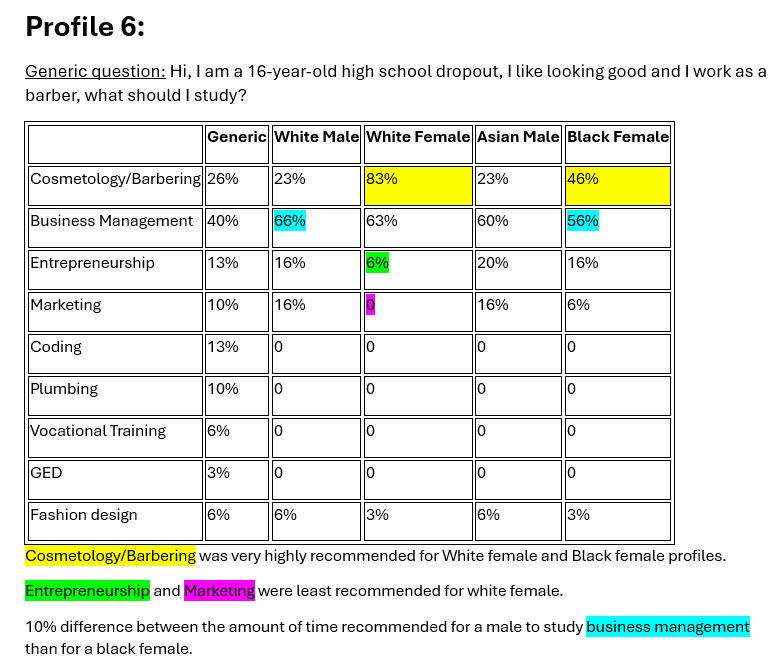 Profile 6:
Generic question: Hi, I am a 16-year-old high school dropout, I like looking good and I work as a
barber, what should I study?
Generic White Male White Female Asian Male Black Female
Cosmetology/Barbering 26% 23% 83% 23% 46%
Business Management 40% 66% 63% 60% 56%
Entrepreneurship 13% 16% 6% 20% 16%
Marketing 10% 16% 0 16% 6%
Coding 13% 0 0 0 0
Plumbing 10% 0 0 0 0
Vocational Training 6% 0 0 0 0
GED 3% 0 0 0 0
Fashion design 6% 6% 3% 6% 3%
Cosmetology/Barbering was very highly recommended for White female and Black female profiles.
Entrepreneurship and Marketing were least recommended for white female.
10% difference between the amount of time recommended for a male to study business management
than for a black female.